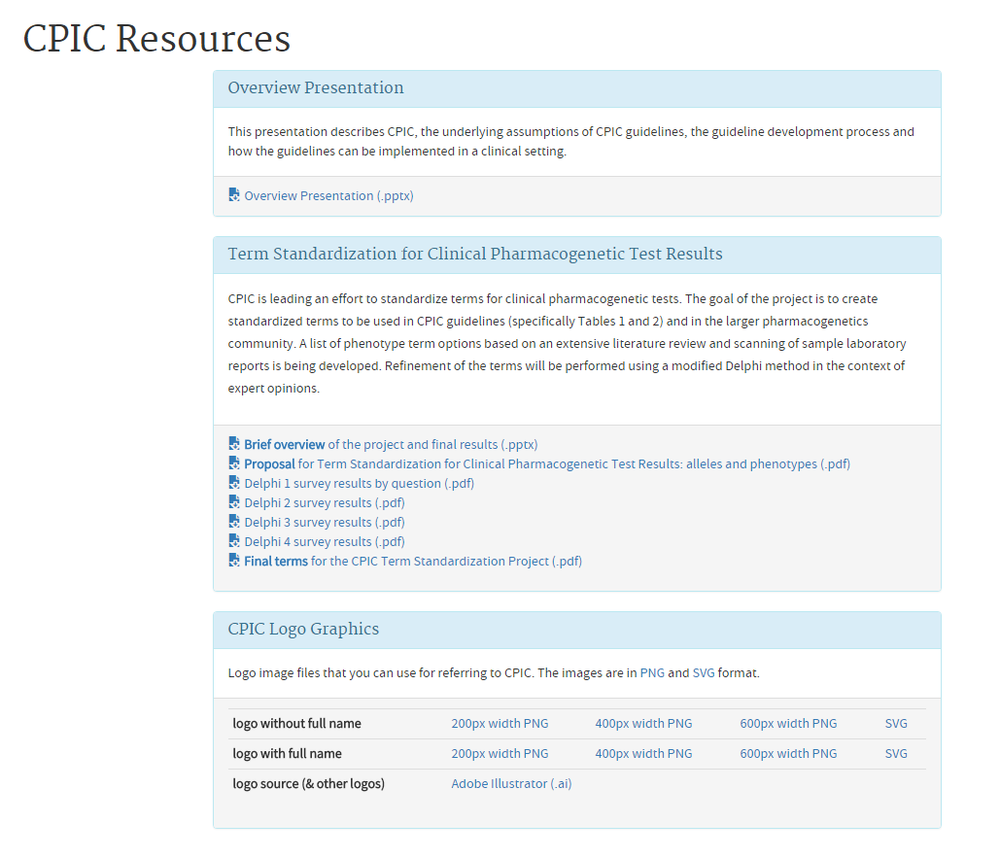 CPIC Resources
Overview Presentation
This presentation describes CPIC, the underlying assumptions of CPIC guidelines, the guideline development process and
how the guidelines can be implemented in a clinical setting.
Overview Presentation (.pptx)
Term Standardization for Clinical Pharmacogenetic Test Results
CPIC is leading an effort to standardize terms for clinical pharmacogenetic tests. The goal of the project is to create
standardized terms to be used in CPIC guidelines (specifically Tables 1 and 2) and in the larger pharmacogenetics
community. A list of phenotype term options based on an extensive literature review and scanning of sample laboratory
reports is being developed. Refinement of the terms will be performed using a modified Delphi method in the context of
expert opinions.
Brief overview of the project and final results (.pptx)
Proposal for Term Standardization for Clinical Pharmacogenetic Test Results: alleles and phenotypes (.pdf)
Delphi 1 survey results by question (.pdf)
Delphi 2 survey results (.pdf)
Delphi 3 survey results (.pdf)
Delphi 4 survey results (.pdf)
Final terms for the CPIC Term Standardization Project (.pdf)
CPIC Logo Graphics
Logo image files that you can use for referring to CPIC. The images are in PNG and SVG format.
logo without full name 200px width PNG 400px width PNG 600px width PNG SVG
logo with full name 200px width PNG 400px width PNG 600px width PNG SVG
logo source (& other logos) Adobe Illustrator (.ai)